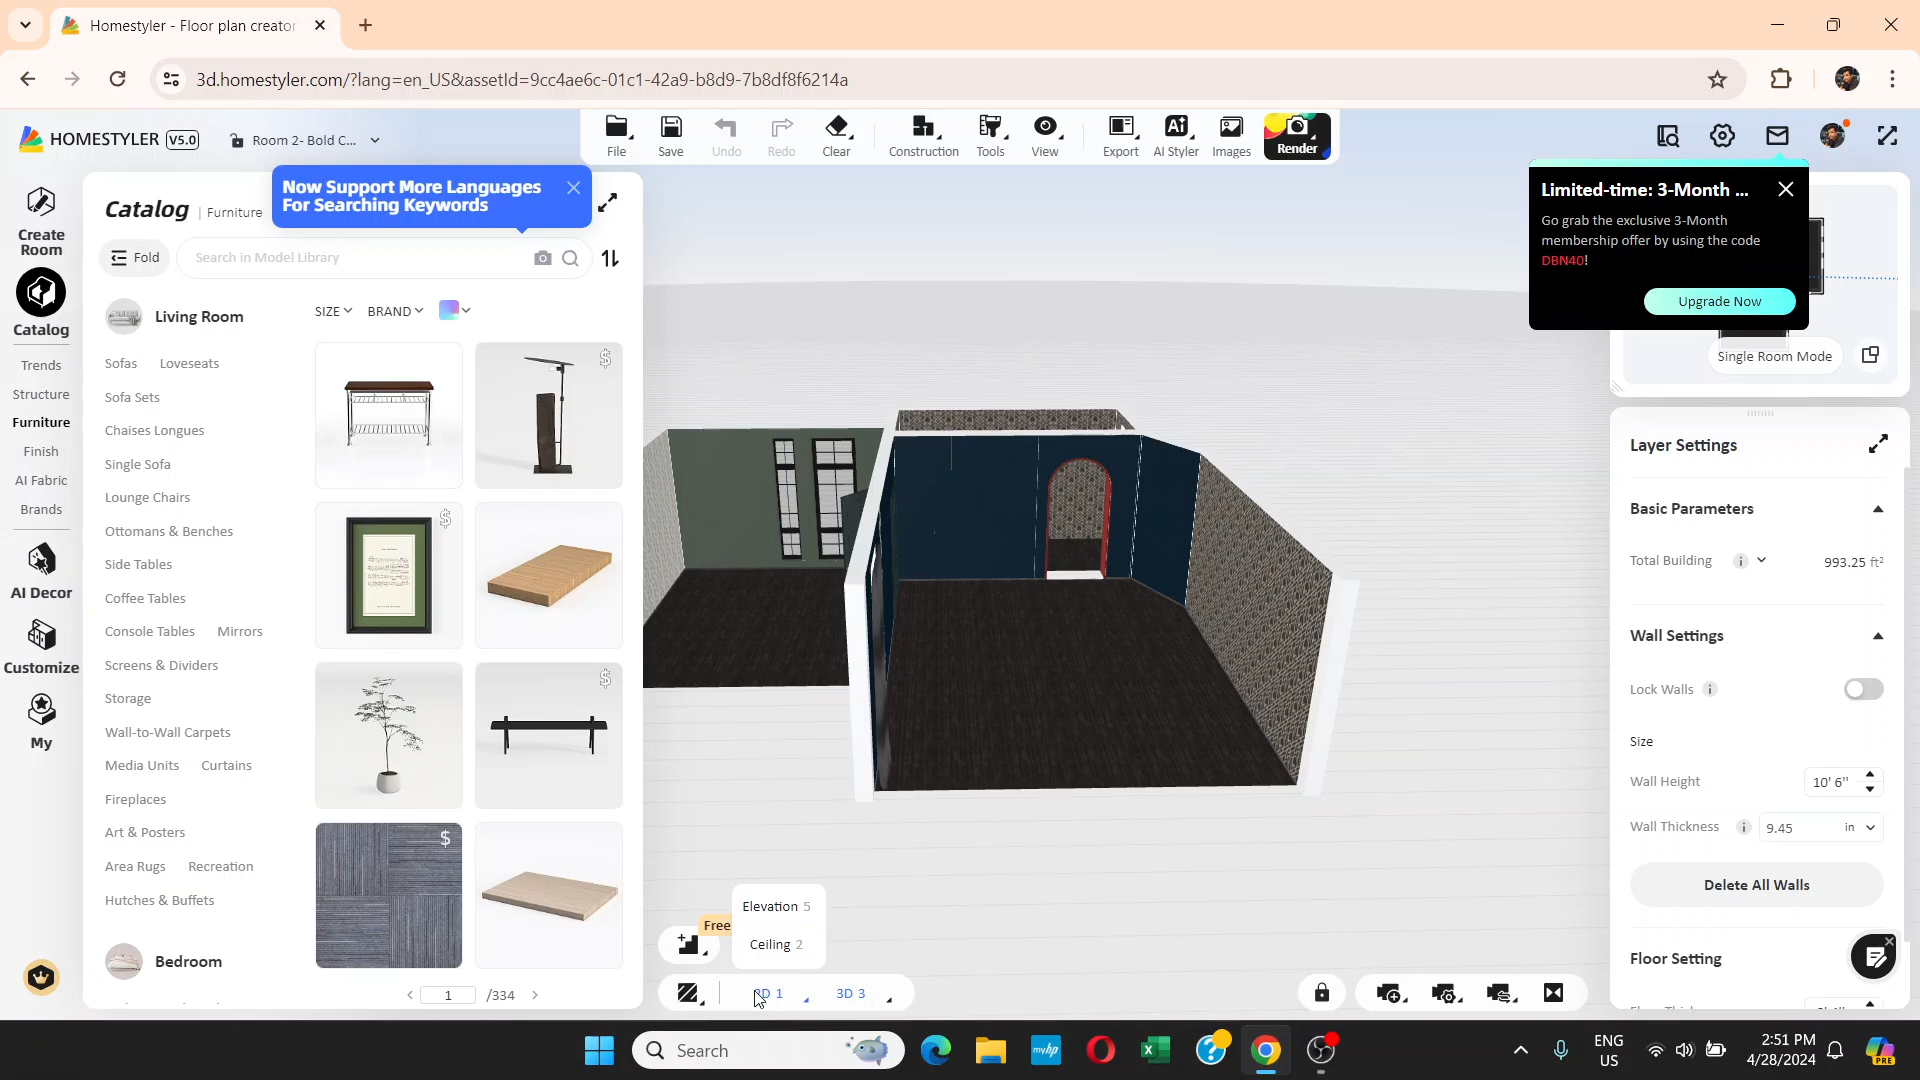 Homestyler - Floor plan creator
3d.homestyler.com/?lang=en_US&assetId=9cc4ae6c-01c1-42a9-b8d9-7b8df8f6214a
HOMESTYLER V5.0
Room 2- Bold C...
File
Save
Undo
Redo
Clear
Construction
Tools
View
Export
AI Styler
Images
Render
Create
Room
Catalog
Trends
Structure
Furniture
Finish
AI Fabric
Brands
AI Decor
Customize
My
Catalog | Furniture
Now Support More Languages
For Searching Keywords
Fold
Search in Model Library
Living Room
Sofas Loveseats
Sofa Sets
Chaises Longues
Single Sofa
Lounge Chairs
Ottomans & Benches
Side Tables
Coffee Tables
Console Tables Mirrors
Screens & Dividers
Storage
Wall-to-Wall Carpets
Media Units Curtains
Fireplaces
Art & Posters
Area Rugs Recreation
Hutches & Buffets
Bedroom
SIZE BRAND
$
$
$
$
1 /334
Free
Elevation 5
Ceiling 2
2D 1
3D 3
Limited-time: 3-Month ...
Go grab the exclusive 3-Month
membership offer by using the code
DBN40!
Upgrade Now
Single Room Mode
Layer Settings
Basic Parameters
Total Building i 993.25 ft²
Wall Settings
Lock Walls i
Size
Wall Height 10' 6"
Wall Thickness i 9.45 in
Delete All Walls
Floor Setting
Search
myhp
ENG
US
2:51 PM
4/28/2024
PRE